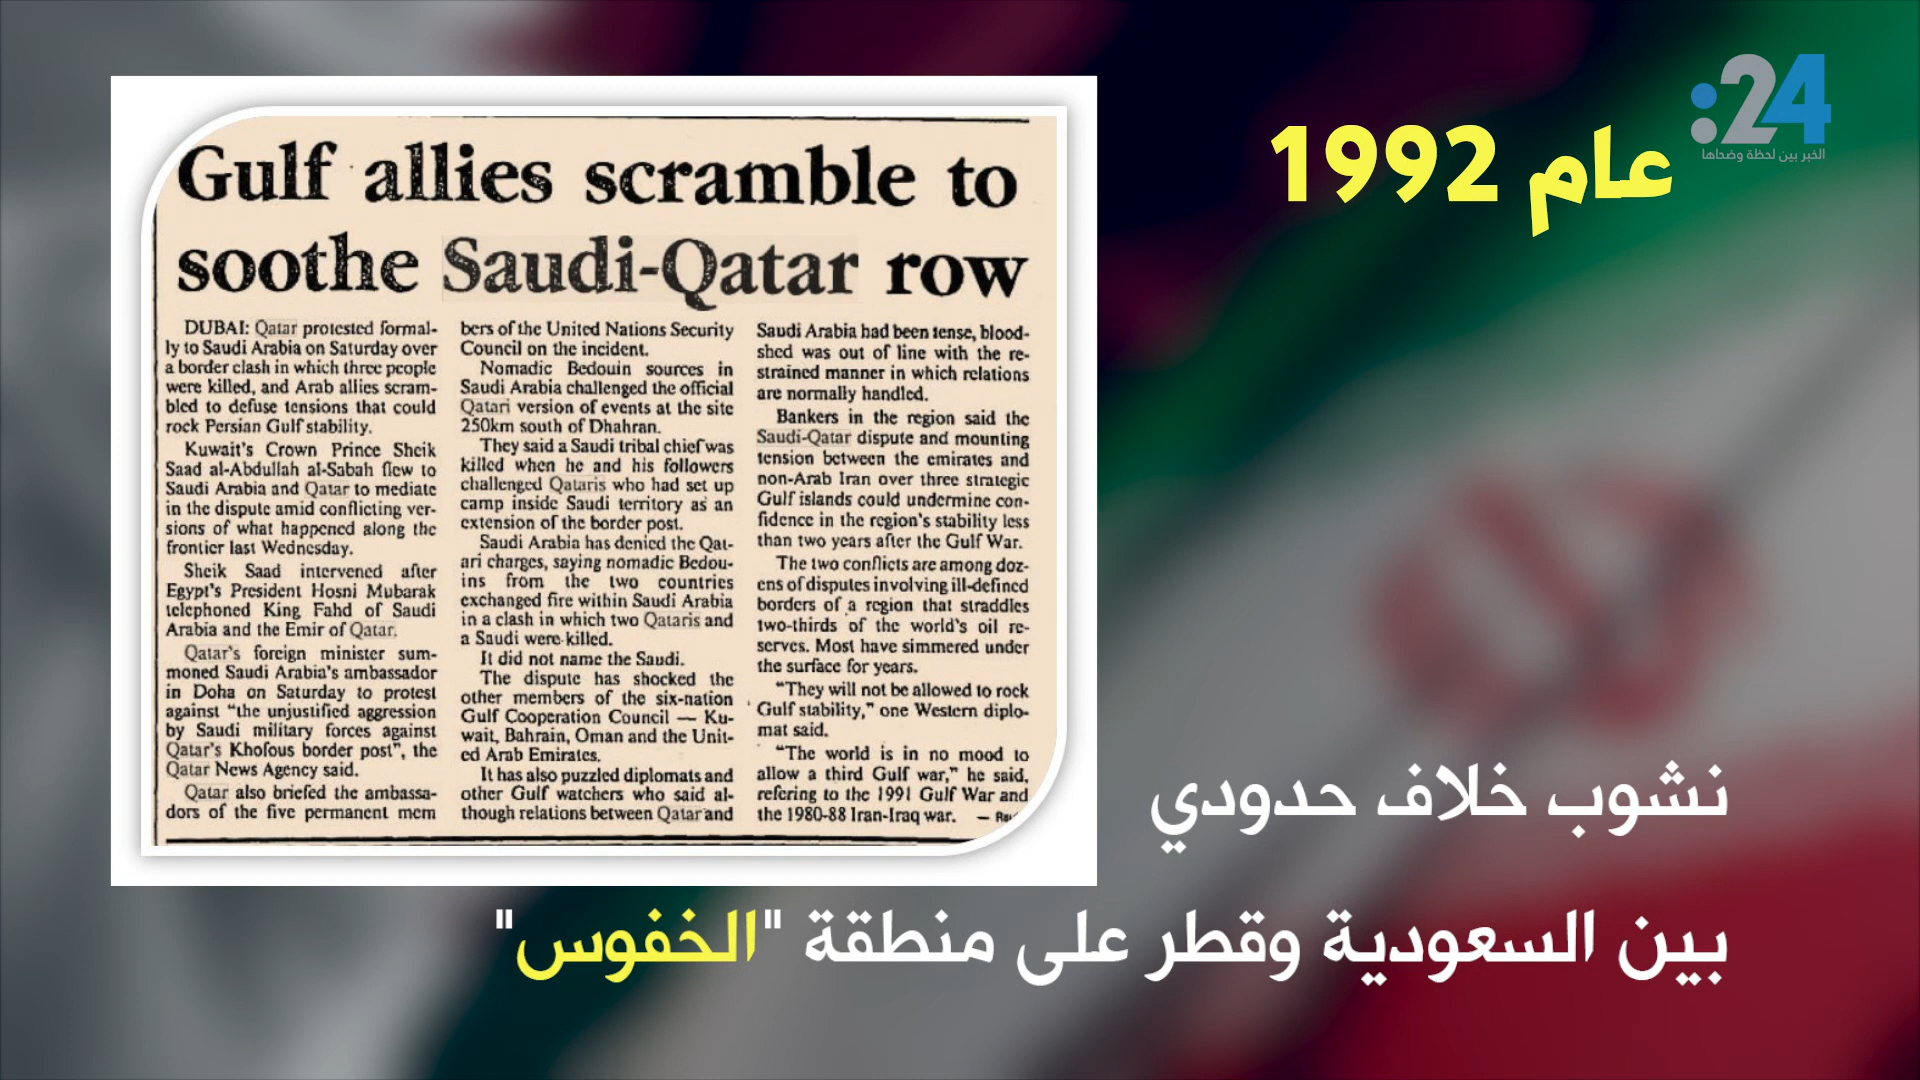 Gulf allies scramble to
soothe Saudi-Qatar row
DUBAI: Qatar protested formal-
ly to Saudi Arabia on Saturday over
a border clash in which three people
were killed, and Arab allies scram-
bled to defuse tensions that could
rock Persian Gulf stability.
Kuwait's Crown Prince Sheik
Saad al-Abdullah al-Sabah flew to
Saudi Arabia and Qatar to mediate
in the dispute amid conflicting ver-
sions of what happened along the
frontier last Wednesday.
Sheik Saad intervened after
Egypt's President Hosni Mubarak
telephoned King Fahd of Saudi
Arabia and the Emir of Qatar.
Qatar's foreign minister sum-
moned Saudi Arabia's ambassador
in Doha on Saturday to protest
against "the unjustified aggression
by Saudi military forces against
Qatar's Khofous border post", the
Qatar News Agency said.
Qatar also briefed the ambassa-
dors of the five permanent mem
bers of the United Nations Security
Council on the incident.
Nomadic Bedouin sources in
Saudi Arabia challenged the official
Qatari version of events at the site
250km south of Dhahran.
They said a Saudi tribal chief was
killed when he and his followers
challenged Qataris who had set up
camp inside Saudi territory as an
extension of the border post.
Saudi Arabia has denied the Qat-
ari charges, saying nomadic Bedou-
ins from the two countries
exchanged fire within Saudi Arabia
in a clash in which two Qataris and
a Saudi were killed.
It did not name the Saudi.
The dispute has shocked the
other members of the six-nation
Gulf Cooperation Council — Ku-
wait, Bahrain, Oman and the Unit-
ed Arab Emirates.
It has also puzzled diplomats and
other Gulf watchers who said al-
though relations between Qatar and
Saudi Arabia had been tense, blood-
shed was out of line with the re-
strained manner in which relations
are normally handled.
Bankers in the region said the
Saudi-Qatar dispute and mounting
tension between the emirates and
non-Arab Iran over three strategic
Gulf islands could undermine con-
fidence in the region's stability less
than two years after the Gulf War.
The two conflicts are among doz-
ens of disputes involving ill-defined
borders of a region that straddles
two-thirds of the world's oil re-
serves. Most have simmered under
the surface for years.
"They will not be allowed to rock
Gulf stability," one Western diplo-
mat said.
"The world is in no mood to
allow a third Gulf war," he said,
refering to the 1991 Gulf War and
the 1980-88 Iran-Iraq war. —
:24
الخبر بين لحظة وضحاها
عام 1992
نشوب خلاف حدودي
بين السعودية وقطر على منطقة "الخفوس"